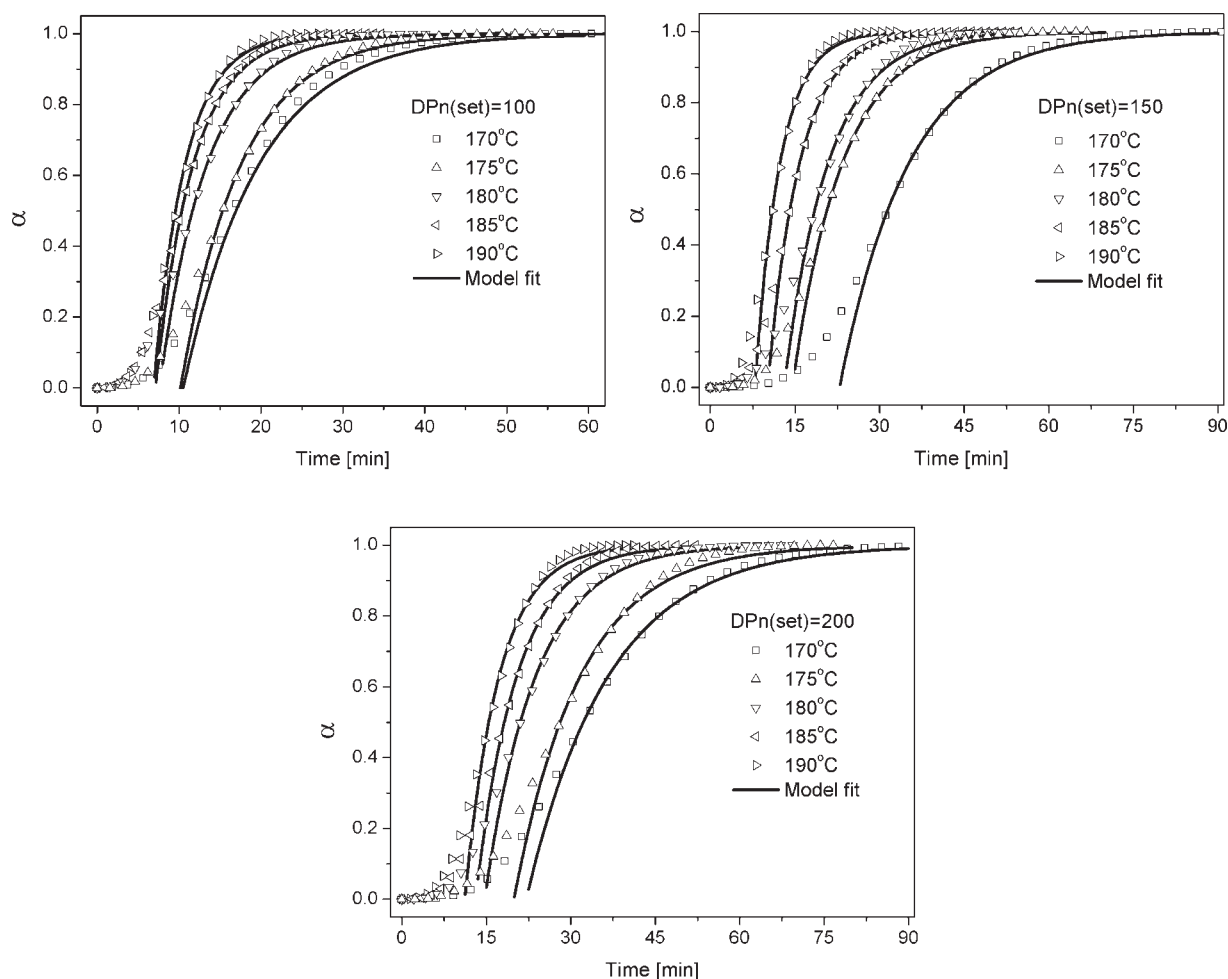 1.0
0.8
0.6
0.4
0.2
0.0
α
DPn(set)=100
170°C
175°C
180°C
185°C
190°C
Model fit
0 10 20 30 40 50 60
Time [min]
1.0
0.8
0.6
0.4
0.2
0.0
α
DPn(set)=150
170°C
175°C
180°C
185°C
190°C
Model fit
0 15 30 45 60 75 90
Time [min]
1.0
0.8
0.6
0.4
0.2
0.0
α
DPn(set)=200
170°C
175°C
180°C
185°C
190°C
Model fit
0 15 30 45 60 75 90
Time [min]